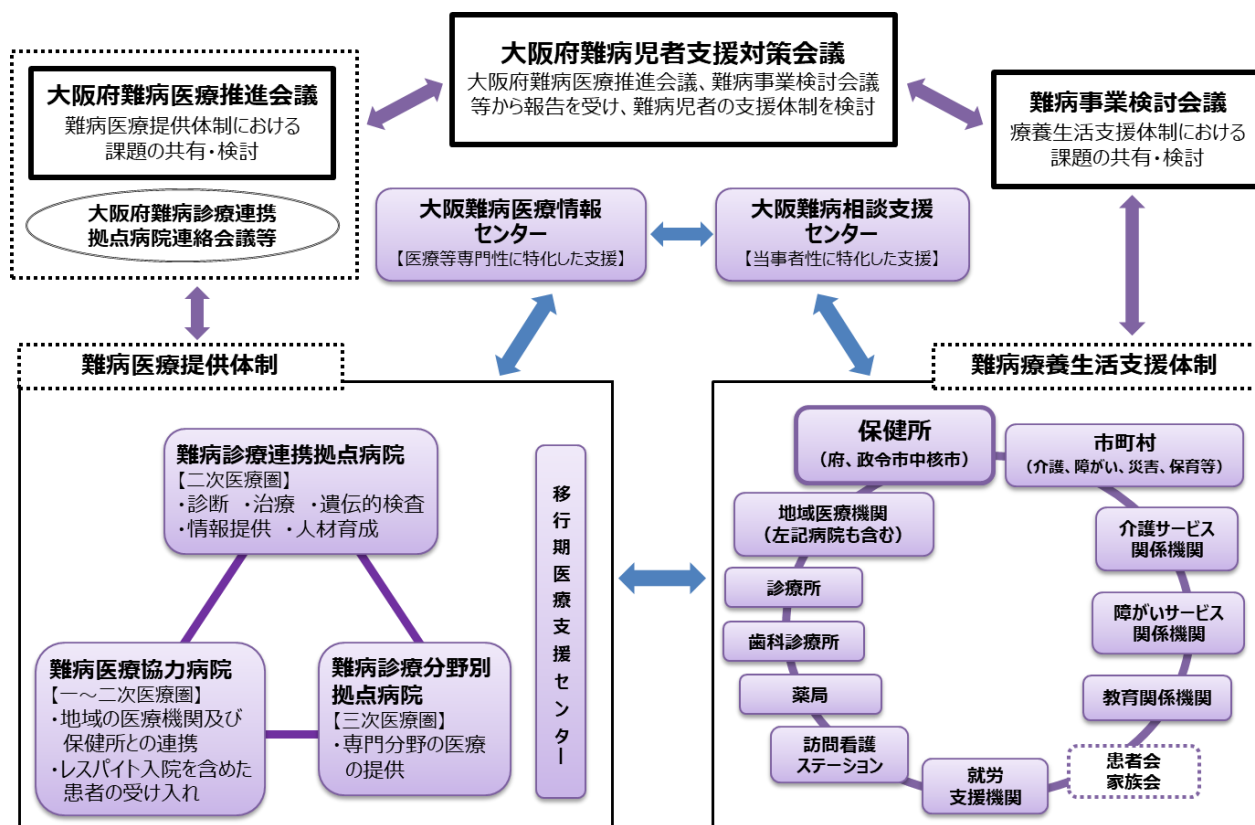 大阪府難病児者支援対策会議
大阪府難病医療推進会議、難病事業検討会議
等から報告を受け、難病児者の支援体制を検討
大阪府難病医療推進会議
難病医療提供体制における
課題の共有・検討
大阪府難病診療連携
拠点病院連絡会議等
難病事業検討会議
療養生活支援体制における
課題の共有・検討
大阪難病医療情報
センター
【医療等専門性に特化した支援】
大阪難病相談支援
センター
【当事者性に特化した支援】
難病医療提供体制
難病診療連携拠点病院
【二次医療圏】
・診断 ・治療 ・遺伝的検査
・情報提供 ・人材育成
難病医療協力病院
【一～二次医療圏】
・地域の医療機関及び
保健所との連携
・レスパイト入院を含めた
患者の受け入れ
難病診療分野別
拠点病院
【三次医療圏】
・専門分野の医療
の提供
移行期医療支援センター
難病療養生活支援体制
保健所
（府、政令市中核市）
市町村
（介護、障がい、災害、保育等）
地域医療機関
（左記病院も含む）
介護サービス
関係機関
診療所
障がいサービス
関係機関
歯科診療所
薬局
教育関係機関
訪問看護
ステーション
就労
支援機関
患者会
家族会